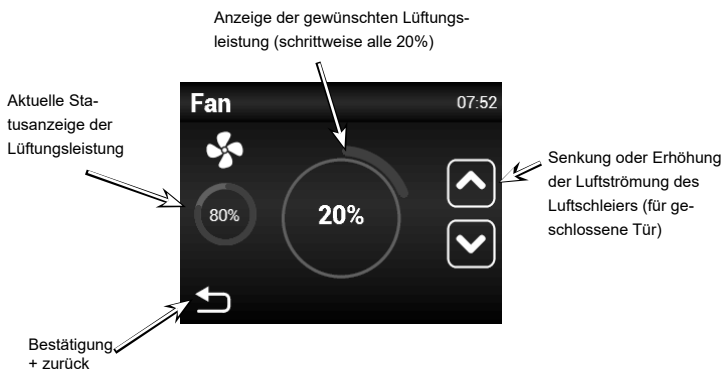 Anzeige der gewünschten Lüftungs-
leistung (schrittweise alle 20%)
Aktuelle Sta-
tusanzeige der
Lüftungsleistung
Fan
07:52
80%
20%
Senkung oder Erhöhung
der Luftströmung des
Luftschleiers (für ge-
schlossene Tür)
Bestätigung
+ zurück